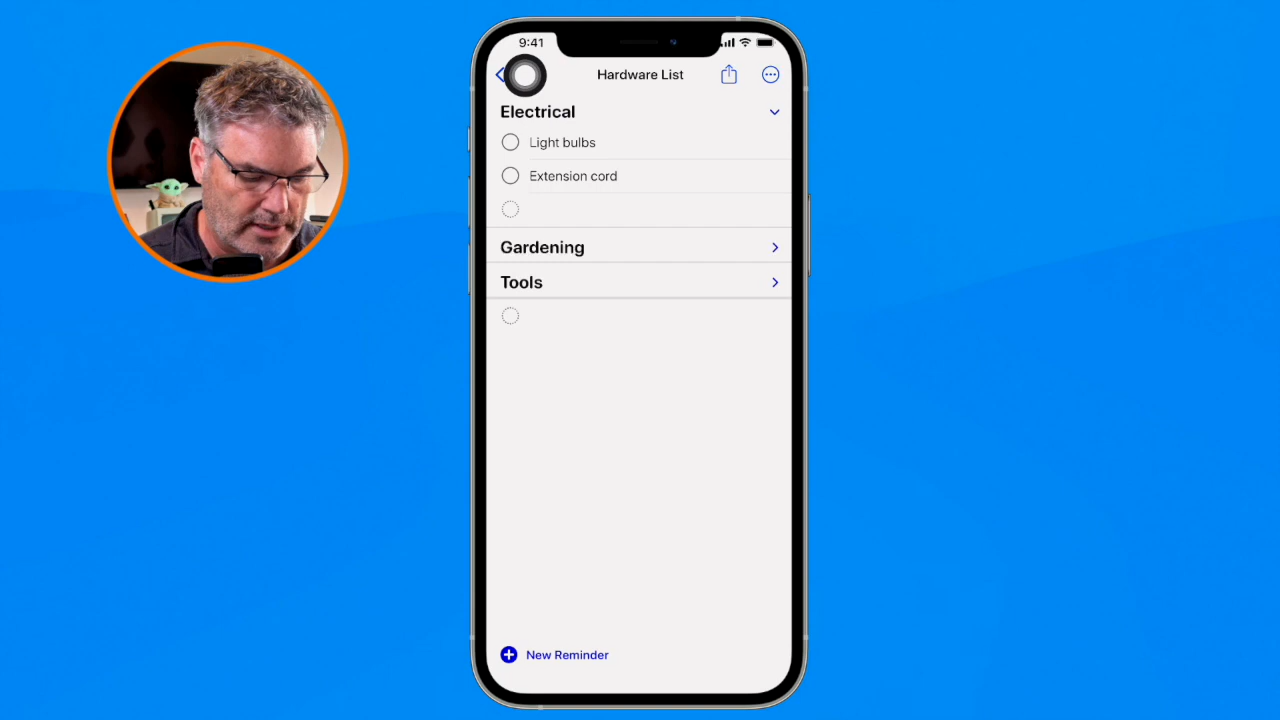 9:41
Hardware List
Electrical
Light bulbs
Extension cord
Gardening
Tools
New Reminder